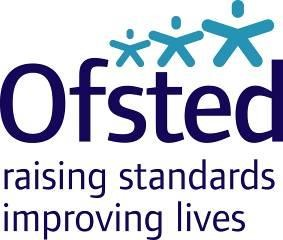 Ofsted
raising standards
improving lives